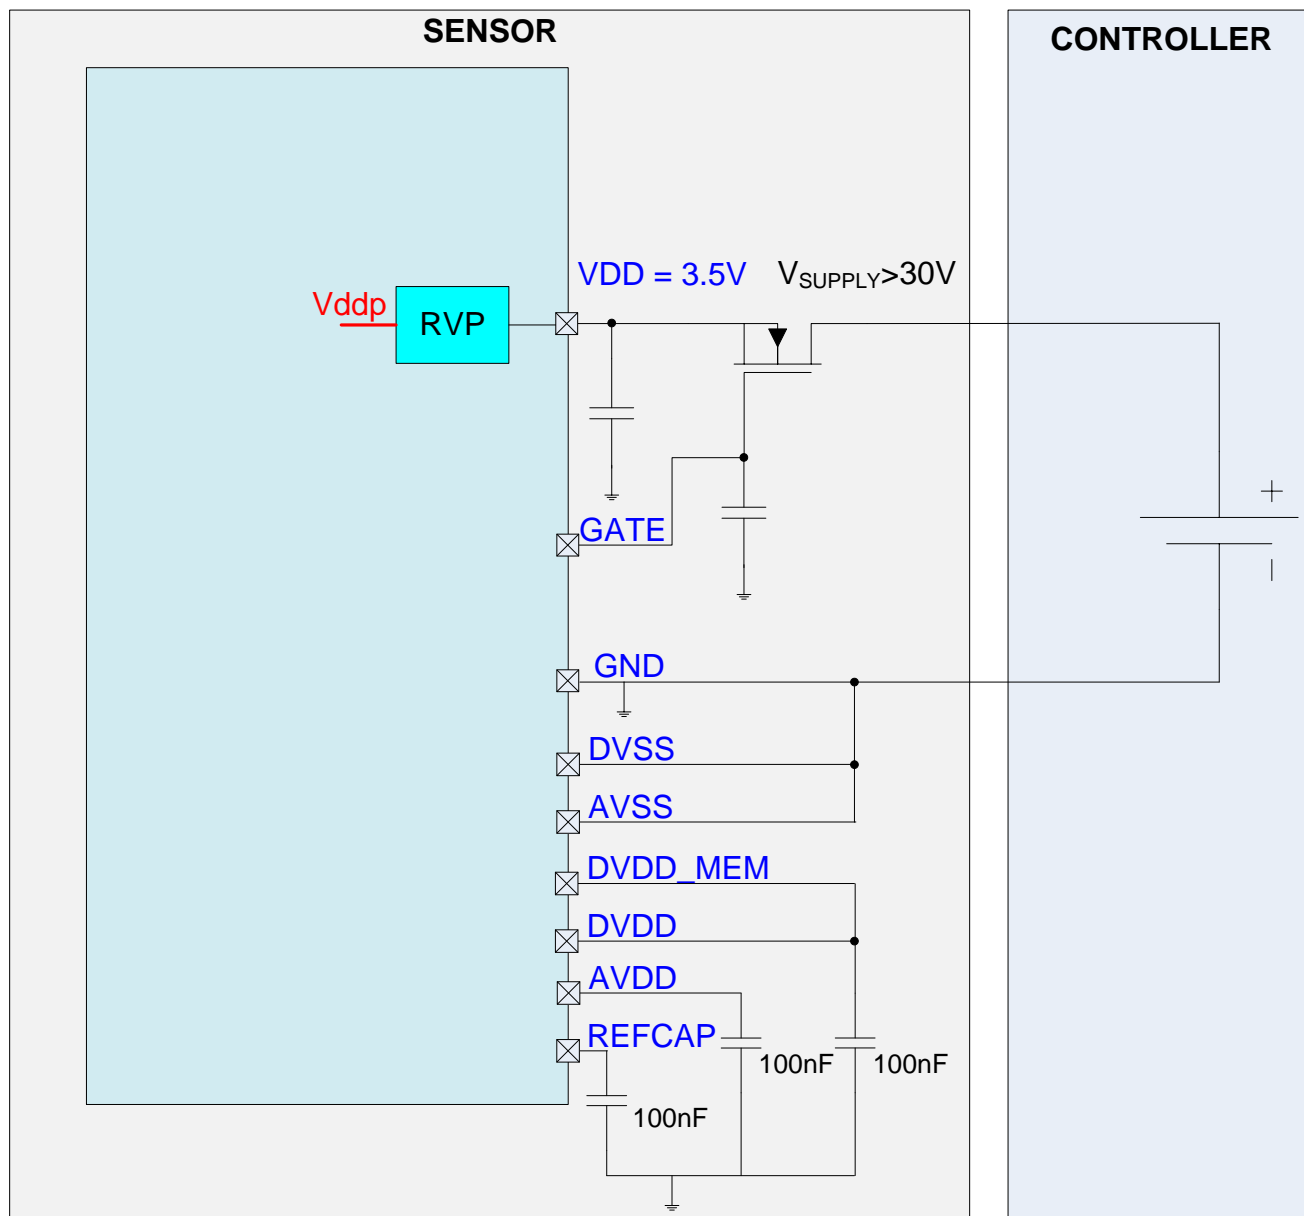 SENSOR
CONTROLLER
VDD = 3.5V
VSUPPLY>30V
Vddp
RVP
+
GATE
–
GND
DVSS
AVSS
DVDD_MEM
DVDD
AVDD
REFCAP
100nF
100nF
100nF